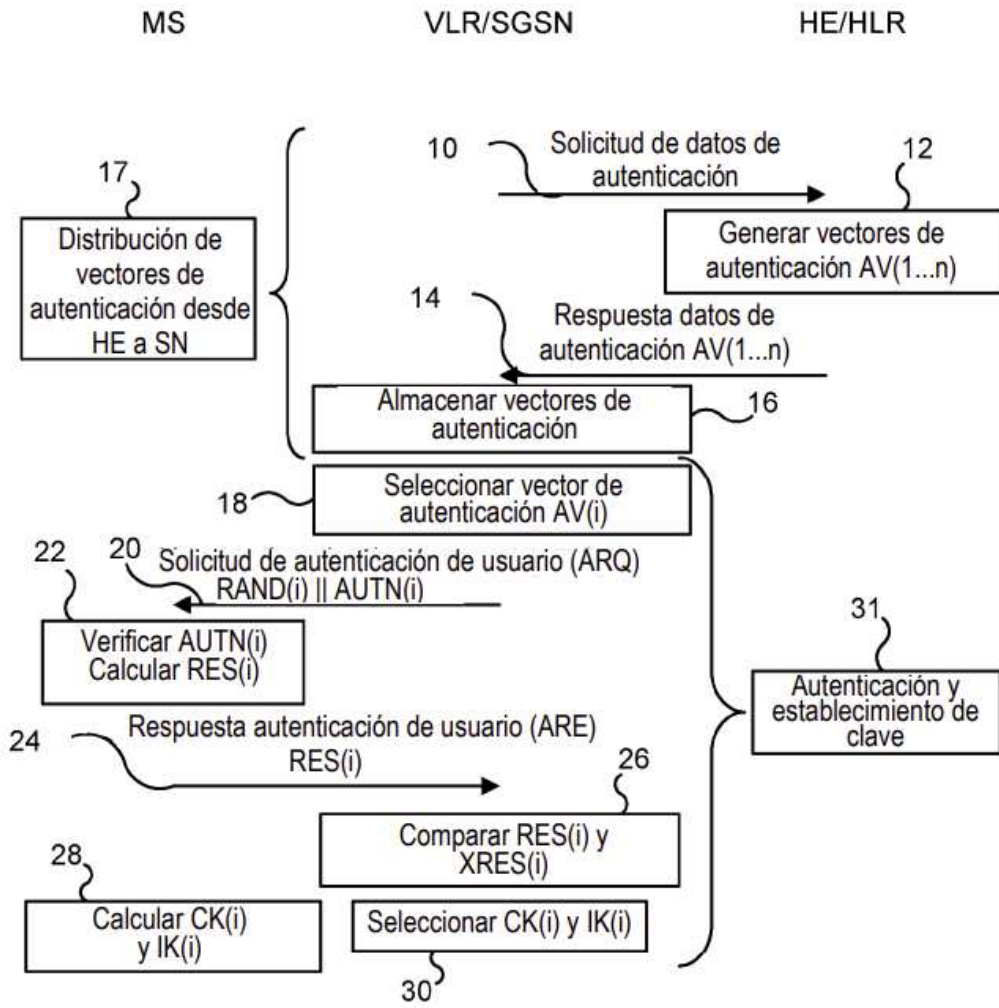 MS
VLR/SGSN
HE/HLR
10
Solicitud de datos de
autenticación
12
17
Distribución de
vectores de
autenticación desde
HE a SN
Generar vectores de
autenticación AV(1...n)
14
Respuesta datos de
autenticación AV(1...n)
Almacenar vectores de
autenticación
16
18
Seleccionar vector de
autenticación AV(i)
22
20
Solicitud de autenticación de usuario (ARQ)
RAND(i) || AUTN(i)
Verificar AUTN(i)
Calcular RES(i)
31
Autenticación y
establecimiento de
clave
24
Respuesta autenticación de usuario (ARE)
RES(i)
26
Comparar RES(i) y
XRES(i)
28
Calcular CK(i)
y IK(i)
Seleccionar CK(i) y IK(i)
30